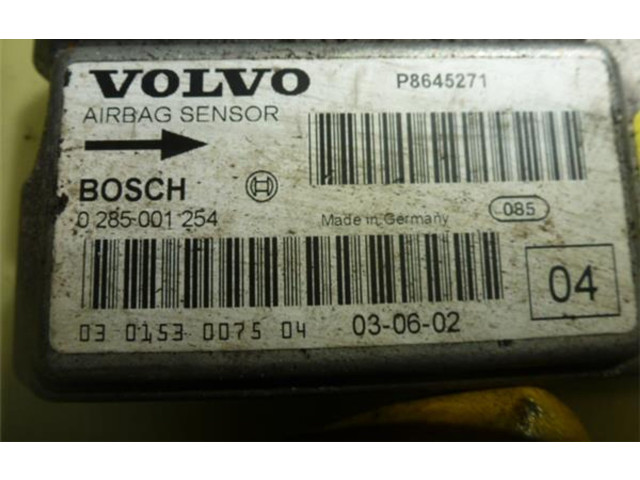 VOLVO
P8645271
AIRBAG SENSOR
BOSCH
0 285 001 254
Made in Germany
085
04
03 0153 0075 04
03-06-02